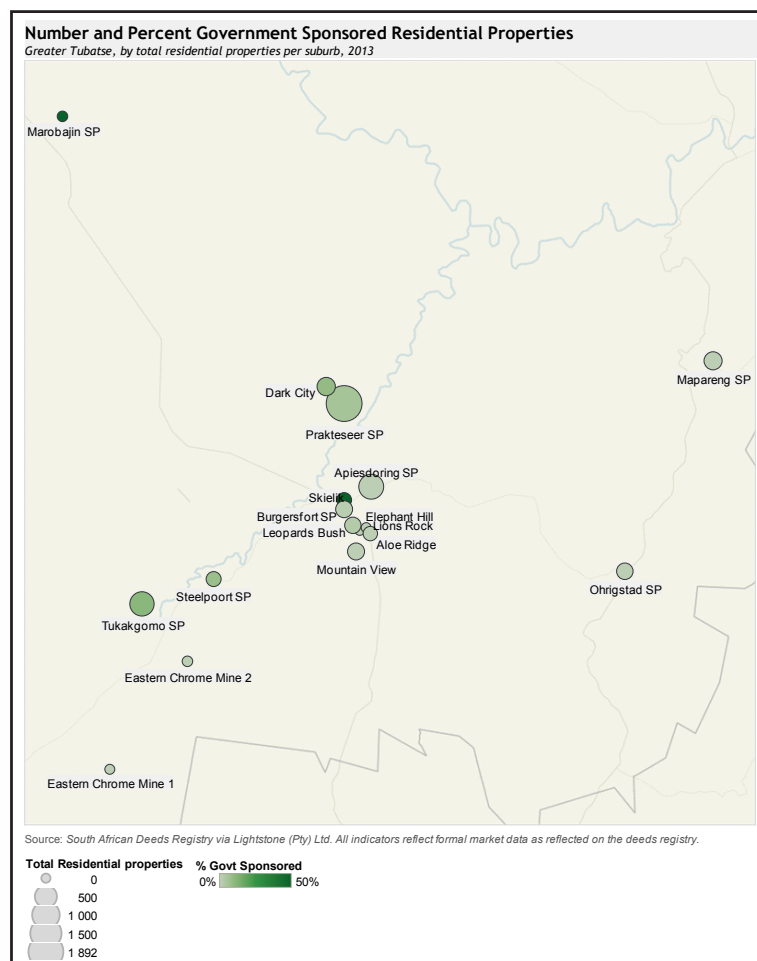 Number and Percent Government Sponsored Residential Properties
Greater Tubatse, by total residential properties per suburb, 2013
Marobajin SP
Mapareng SP
Dark City
Prakteseer SP
Apiesdoring SP
Skielik
Burgersfort SP
Elephant Hill
Lions Rock
Leopards Bush
Aloe Ridge
Mountain View
Ohrigstad SP
Steelpoort SP
Tukakgomo SP
Eastern Chrome Mine 2
Eastern Chrome Mine 1
Source: South African Deeds Registry via Lightstone (Pty) Ltd. All indicators reflect formal market data as reflected on the deeds registry.
Total Residential properties
0
500
1 000
1 500
1 892
% Govt Sponsored
0% 50%